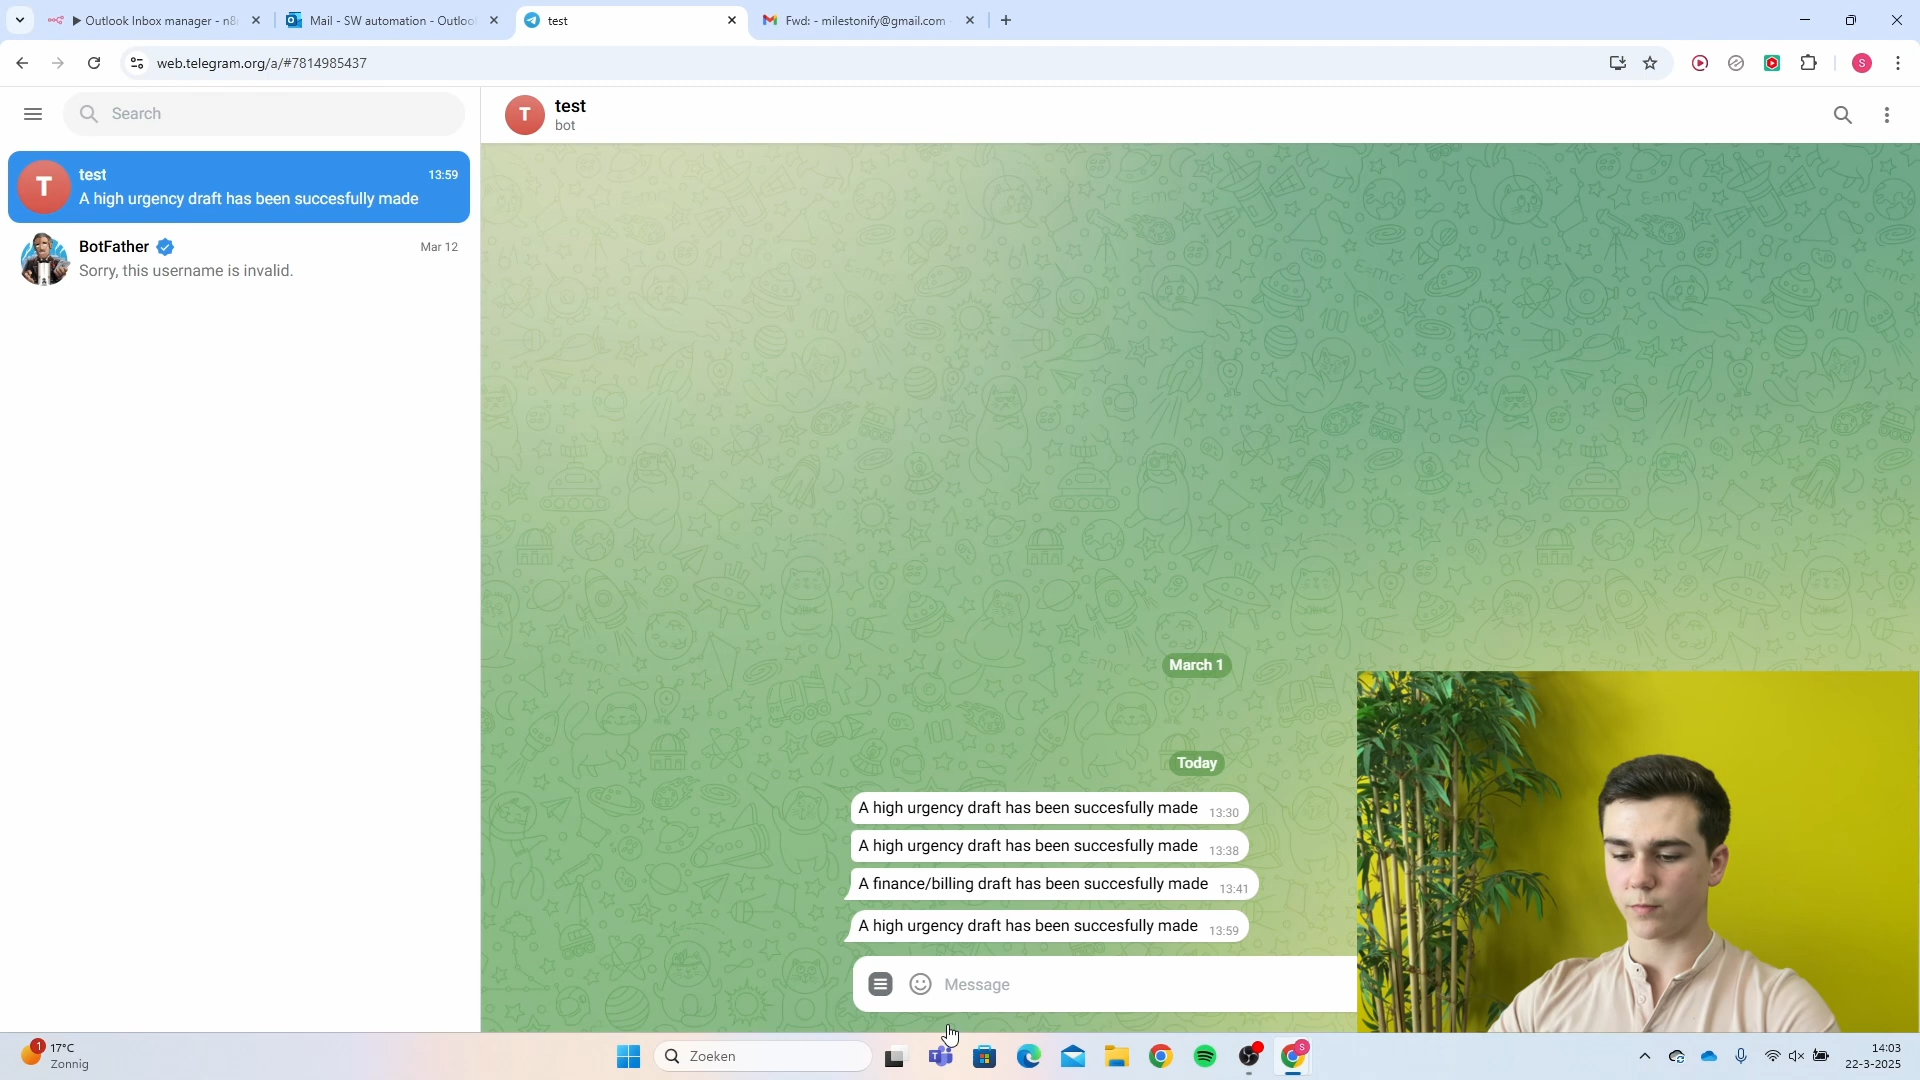 Outlook Inbox manager - n8n
Mail - SW automation - Outloo
test
Fwd: - milestonify@gmail.com
web.telegram.org/a/#7814985437
S
Search
T
test
bot
T
test
13:59
A high urgency draft has been succesfully made
BotFather
Mar 12
Sorry, this username is invalid.
March 1
Today
A high urgency draft has been succesfully made 13:30
A high urgency draft has been succesfully made 13:38
A finance/billing draft has been succesfully made 13:41
A high urgency draft has been succesfully made 13:59
Message
1
17°C
Zonnig
Zoeken
S
14:03
22-3-2025